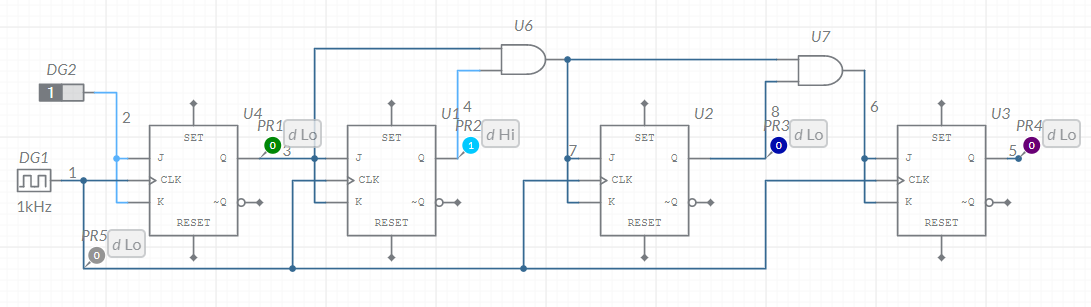 U6
U7
DG2
1
2
U4
PR1
d Lo
3
U1
4
PR2
d Hi
1
0
U2
8
PR3
d Lo
0
6
U3
PR4
d Lo
0
5
7
SET
J
Q
CLK
K
~Q
RESET
SET
J
Q
CLK
K
~Q
RESET
SET
J
Q
CLK
K
~Q
RESET
SET
J
Q
CLK
K
~Q
RESET
DG1
1
1kHz
PR5
d Lo
0